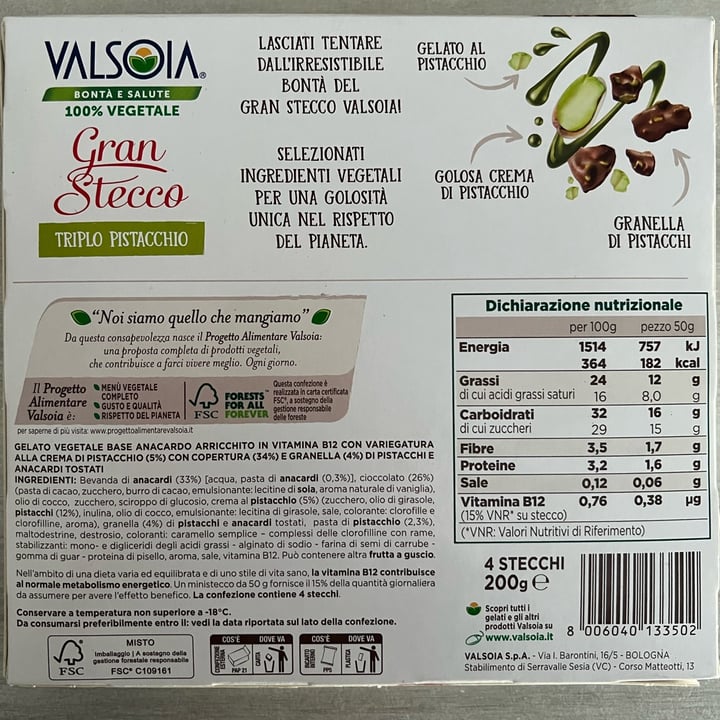 VALSOIA®
BONTÀ E SALUTE
100% VEGETALE
Gran
Stecco
TRIPLO PISTACCHIO
LASCIATI TENTARE
DALL'IRRESISTIBILE
BONTÀ DEL
GRAN STECCO VALSOIA!
SELEZIONATI
INGREDIENTI VEGETALI
PER UNA GOLOSITÀ
UNICA NEL RISPETTO
DEL PIANETA.
GELATO AL
PISTACCHIO
GOLOSA CREMA
DI PISTACCHIO
GRANELLA
DI PISTACCHI
“Noi siamo quello che mangiamo”
Da questa consapevolezza nasce il Progetto Alimentare Valsoia:
una proposta completa di prodotti vegetali,
che contribuisce a farci vivere meglio. Ogni giorno.
Il Progetto
Alimentare
Valsoia è:
MENÙ VEGETALE
COMPLETO
GUSTO E QUALITÀ
RISPETTO DEL PIANETA
FSC
FORESTS
FOR ALL
FOREVER
Questa confezione è
realizzata in carta certificata
FSC®, a sostegno della
gestione responsabile
delle foreste
per saperne di più visita: www.progettoalimentarevalsoia.it
GELATO VEGETALE BASE ANACARDO ARRICCHITO IN VITAMINA B12 CON VARIEGATURA
ALLA CREMA DI PISTACCHIO (5%) CON COPERTURA (34%) E GRANELLA (4%) DI PISTACCHI E
ANACARDI TOSTATI
INGREDIENTI: Bevanda di anacardi (33%) [acqua, pasta di anacardi (0,3%)], cioccolato (26%)
(pasta di cacao, zucchero, burro di cacao, emulsionante: lecitine di soia, aroma naturale di vaniglia),
olio di cocco, zucchero, sciroppo di glucosio, crema al pistacchio (5%) (zucchero, olio di girasole,
pistacchi (12%), inulina, olio di cocco, emulsionante: lecitina di girasole, sale, colorante: clorofille e
clorofilline, aroma), granella (4%) di pistacchi e anacardi tostati, pasta di pistacchio (2,3%),
maltodestrine, destrosio, coloranti: caramello semplice - complessi delle clorofilline con rame,
stabilizzanti: mono- e digliceridi degli acidi grassi - alginato di sodio - farina di semi di carrube -
gomma di guar - proteina di pisello, aroma, sale, vitamina B12. Può contenere altra frutta a guscio.
Nell'ambito di una dieta varia ed equilibrata e di uno stile di vita sano, la vitamina B12 contribuisce
al normale metabolismo energetico. Un ministecco da 50 g fornisce il 15% della quantità giornaliera
da assumere per avere l'effetto benefico. La confezione contiene 4 stecchi.
Conservare a temperatura non superiore a -18°C.
Da consumarsi preferibilmente entro il: vedi la data riportata sul lato della confezione.
FSC
MISTO
Imballaggio | A sostegno della
gestione forestale responsabile
FSC® C109161
COS'È DOVE VA
PAP 21
CARTA
COS'È DOVE VA
PP5
PLASTICA
Dichiarazione nutrizionale
per 100g pezzo 50g
Energia 1514 757 kJ
364 182 kcal
Grassi 24 12 g
di cui acidi grassi saturi 16 8,0 g
Carboidrati 32 16 g
di cui zuccheri 29 15 g
Fibre 3,5 1,7 g
Proteine 3,2 1,6 g
Sale 0,12 0,06 g
Vitamina B12 0,76 0,38 µg
(15% VNR* su stecco)
(*VNR: Valori Nutritivi di Riferimento)
4 STECCHI
200g e
Scopri tutti i
gelati e gli altri
prodotti Valsoia su
www.valsoia.it
8 006040 133502
VALSOIA S.p.A. - Via I. Barontini, 16/5 - BOLOGNA
Stabilimento di Serravalle Sesia (VC) - Corso Matteotti, 13